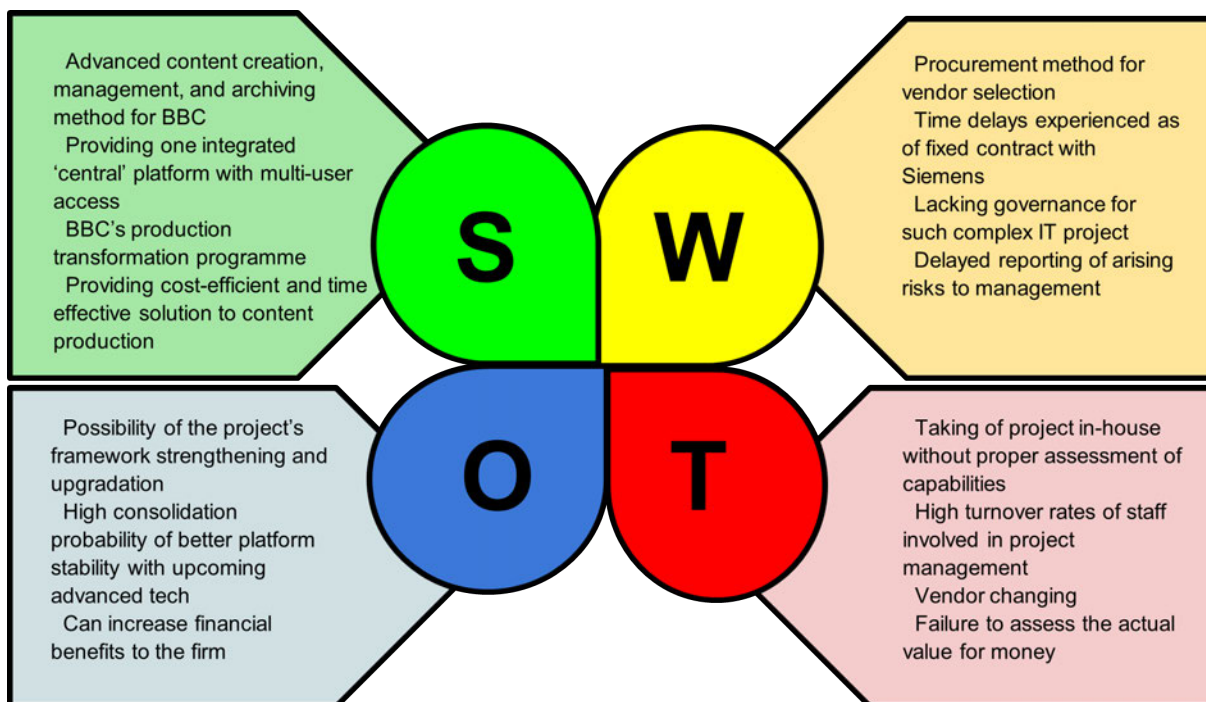 Advanced content creation,
management, and archiving
method for BBC
Providing one integrated
‘central’ platform with multi-user
access
BBC’s production
transformation programme
Providing cost-efficient and time
effective solution to content
production
S
W
Procurement method for
vendor selection
Time delays experienced as
of fixed contract with
Siemens
Lacking governance for
such complex IT project
Delayed reporting of arising
risks to management
Possibility of the project’s
framework strengthening and
upgradation
High consolidation
probability of better platform
stability with upcoming
advanced tech
Can increase financial
benefits to the firm
O
T
Taking of project in-house
without proper assessment of
capabilities
High turnover rates of staff
involved in project
management
Vendor changing
Failure to assess the actual
value for money